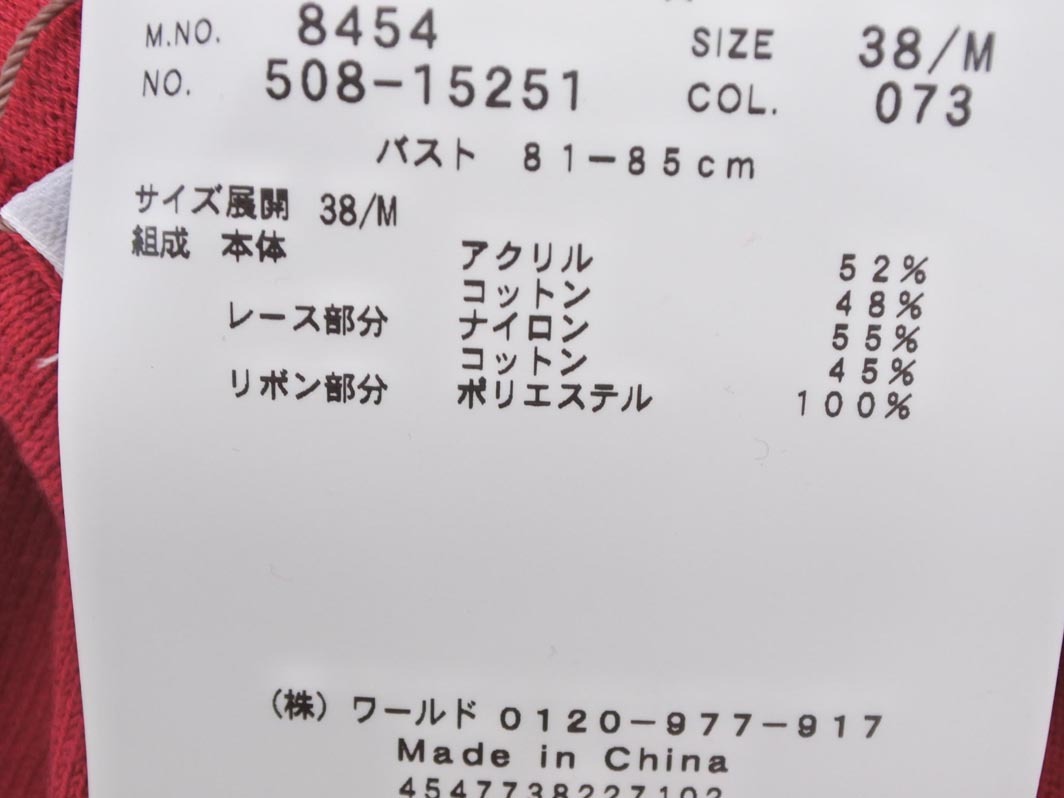 M.NO. 8454 SIZE 38/M
NO. 508-15251 COL. 073
バスト 81-85cm
サイズ展開 38/M
組成 本体 アクリル 52%
コットン 48%
レース部分 ナイロン 55%
コットン 45%
リボン部分 ポリエステル 100%
(株)ワールド 0120-977-917
Made in China
4547738227102